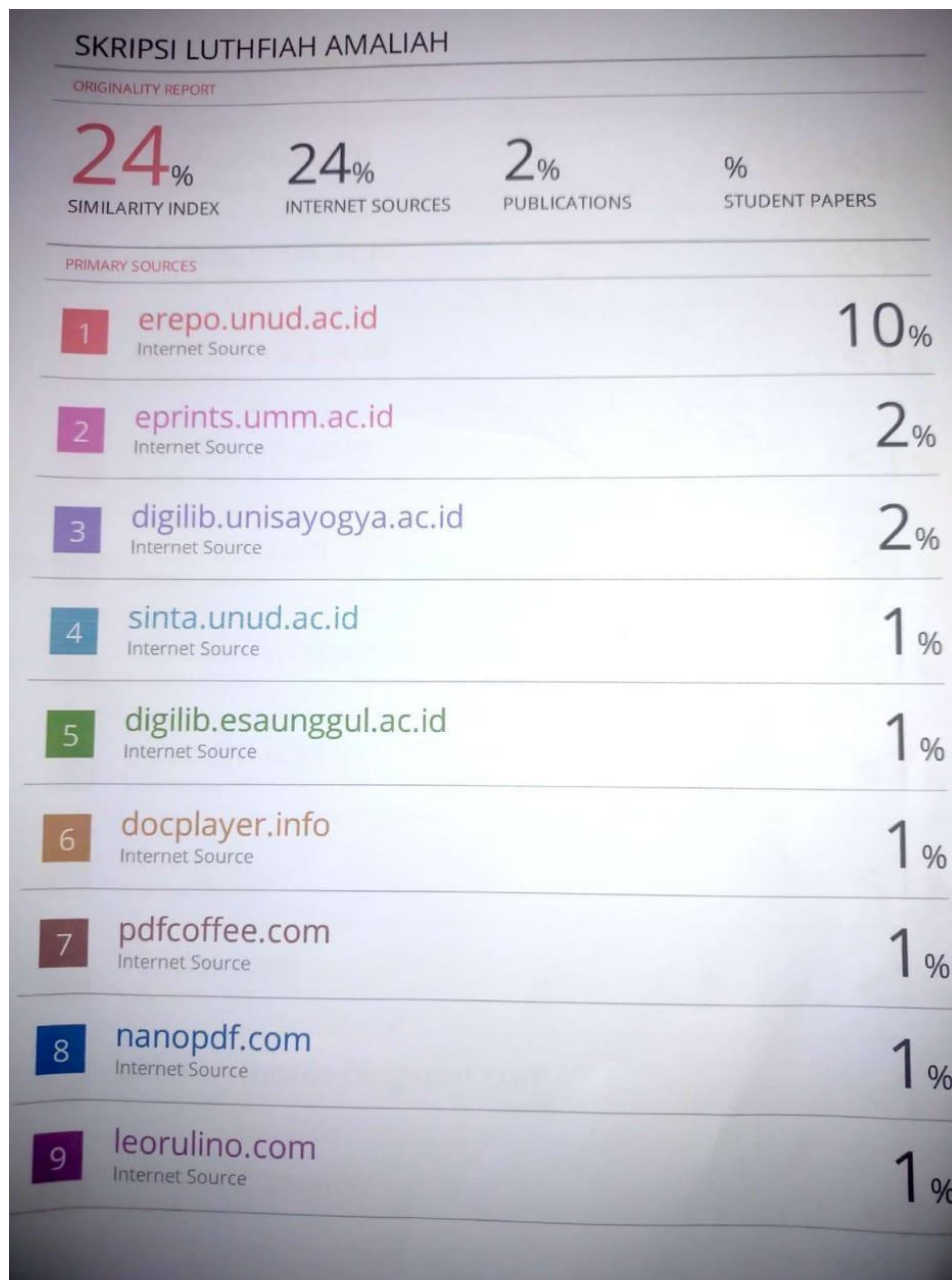 SKRIPSI LUTHFIAH AMALIAH
ORIGINALITY REPORT
24% 24% 2% %
SIMILARITY INDEX INTERNET SOURCES PUBLICATIONS STUDENT PAPERS
PRIMARY SOURCES
1 erepo.unud.ac.id 10%
Internet Source
2 eprints.umm.ac.id 2%
Internet Source
3 digilib.unisayogya.ac.id 2%
Internet Source
4 sinta.unud.ac.id 1%
Internet Source
5 digilib.esaunggul.ac.id 1%
Internet Source
6 docplayer.info 1%
Internet Source
7 pdfcoffee.com 1%
Internet Source
8 nanopdf.com 1%
Internet Source
9 leorulino.com 1%
Internet Source